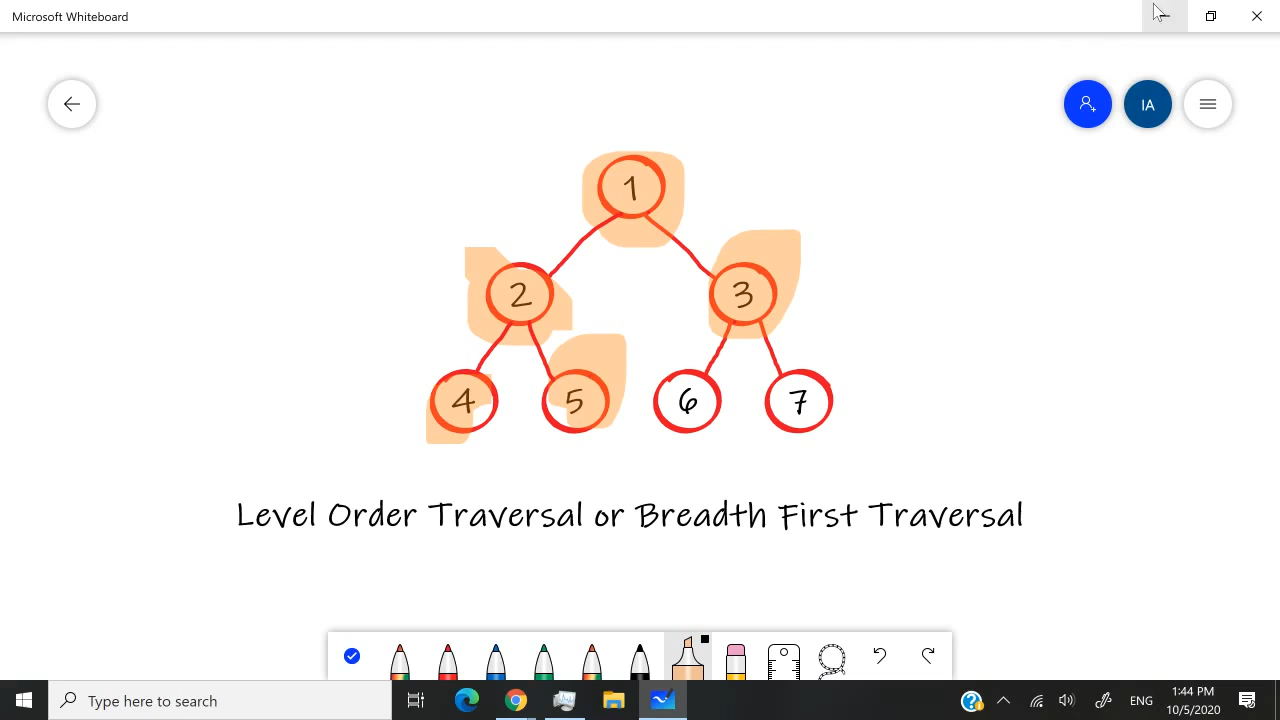 Microsoft Whiteboard
IA
1
2 3
4 5 6 7
Level Order Traversal or Breadth First Traversal
Type here to search
ENG
1:44 PM
10/5/2020